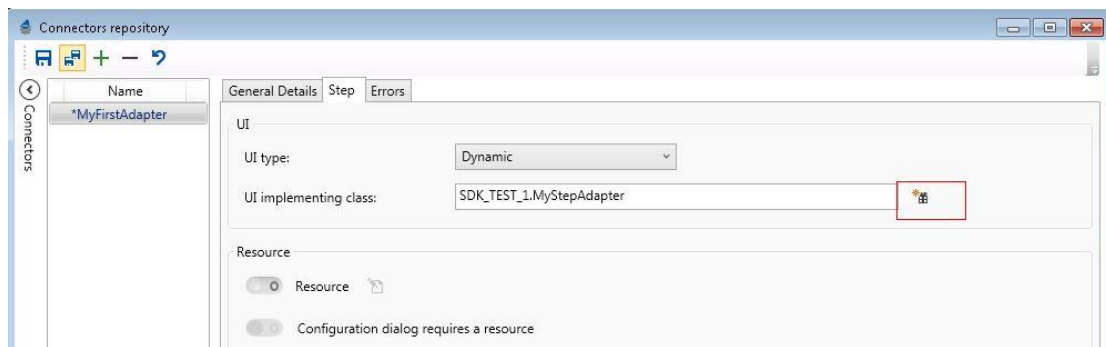 Connectors repository
Connectors
Name
*MyFirstAdapter
General Details Step Errors
UI
UI type: Dynamic
UI implementing class: SDK_TEST_1.MyStepAdapter
Resource
Resource
Configuration dialog requires a resource